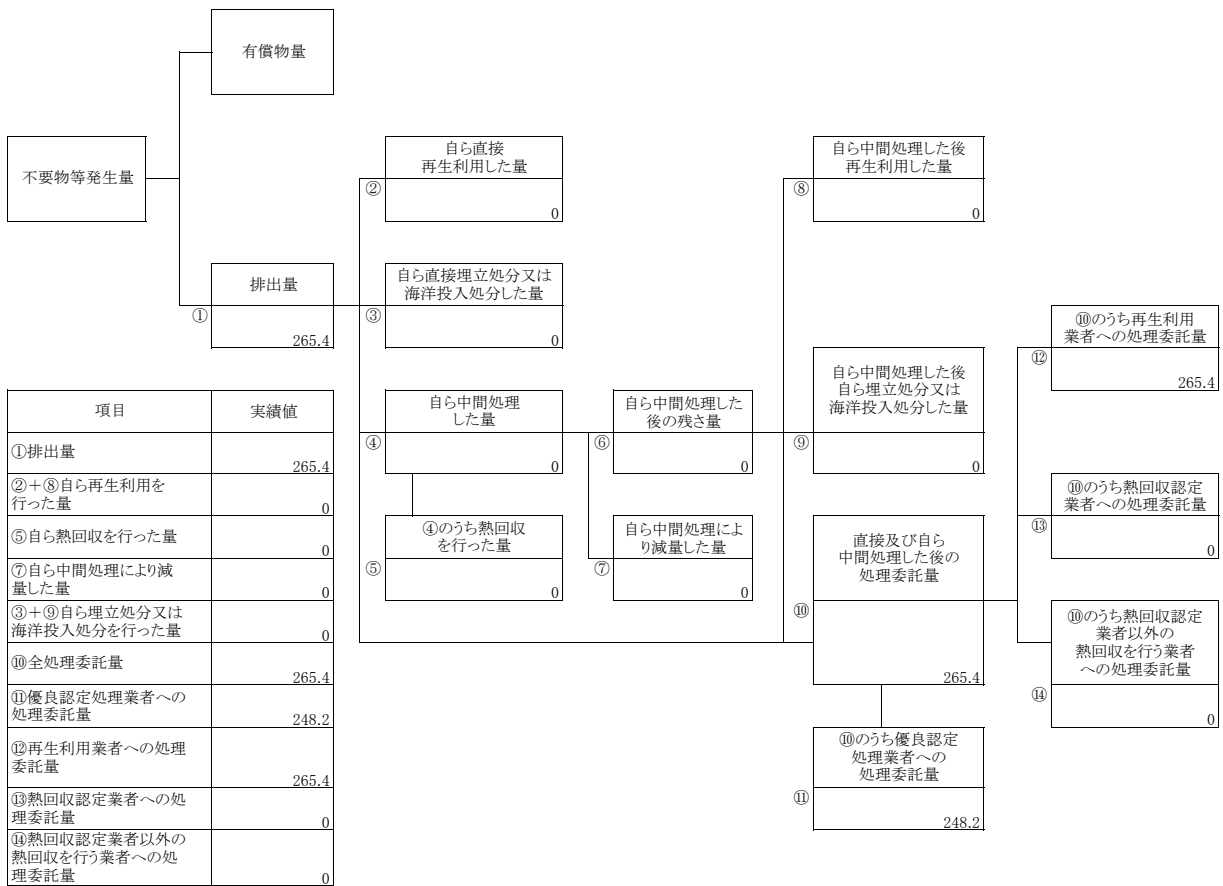 有償物量
不要物等発生量
自ら直接
再生利用した量
②
0
自ら中間処理した後
再生利用した量
⑧
0
排出量
①
265.4
自ら直接埋立処分又は
海洋投入処分した量
③
0
⑩のうち再生利用
業者への処理委託量
⑫
265.4
自ら中間処理
した量
④
0
自ら中間処理した
後の残さ量
⑥
0
自ら中間処理した後
自ら埋立処分又は
海洋投入処分した量
⑨
0
④のうち熱回収
を行った量
⑤
0
自ら中間処理によ
り減量した量
⑦
0
直接及び自ら
中間処理した後の
処理委託量
⑩
265.4
⑩のうち熱回収認定
業者への処理委託量
⑬
0
⑩のうち熱回収認定
業者以外の
熱回収を行う業者
への処理委託量
⑭
0
⑩のうち優良認定
処理業者への
処理委託量
⑪
248.2
項目 実績値
①排出量
265.4
②+⑧自ら再生利用を
行った量
0
⑤自ら熱回収を行った量
0
⑦自ら中間処理により減
量した量
0
③+⑨自ら埋立処分又は
海洋投入処分を行った量
0
⑩全処理委託量
265.4
⑪優良認定処理業者への
処理委託量
248.2
⑫再生利用業者への処理
委託量
265.4
⑬熱回収認定業者への処
理委託量
0
⑭熱回収認定業者以外の
熱回収を行う業者への処
理委託量
0